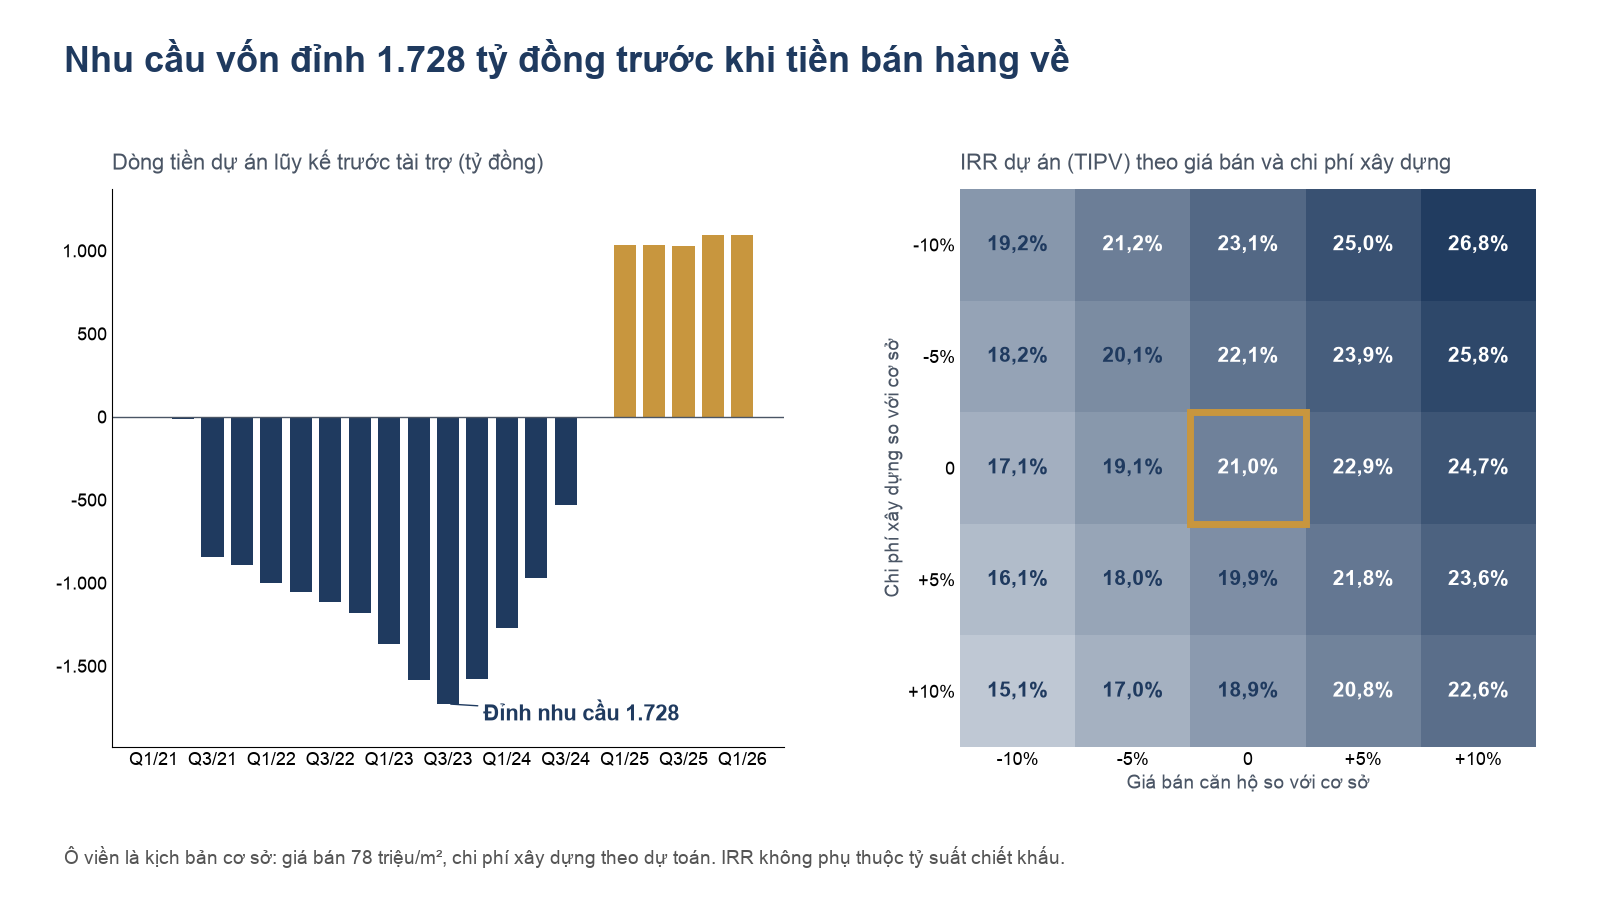 Nhu cầu vốn đỉnh 1.728 tỷ đồng trước khi tiền bán hàng về
Dòng tiền dự án lũy kế trước tài trợ (tỷ đồng)
1.000
500
0
-500
-1.000
-1.500
Đỉnh nhu cầu 1.728
Q1/21 Q3/21 Q1/22 Q3/22 Q1/23 Q3/23 Q1/24 Q3/24 Q1/25 Q3/25 Q1/26
IRR dự án (TIPV) theo giá bán và chi phí xây dựng
Chi phí xây dựng so với cơ sở
-10% 19,2% 21,2% 23,1% 25,0% 26,8%
-5% 18,2% 20,1% 22,1% 23,9% 25,8%
0 17,1% 19,1% 21,0% 22,9% 24,7%
+5% 16,1% 18,0% 19,9% 21,8% 23,6%
+10% 15,1% 17,0% 18,9% 20,8% 22,6%
-10% -5% 0 +5% +10%
Giá bán căn hộ so với cơ sở
Ô viền là kịch bản cơ sở: giá bán 78 triệu/m², chi phí xây dựng theo dự toán. IRR không phụ thuộc tỷ suất chiết khấu.